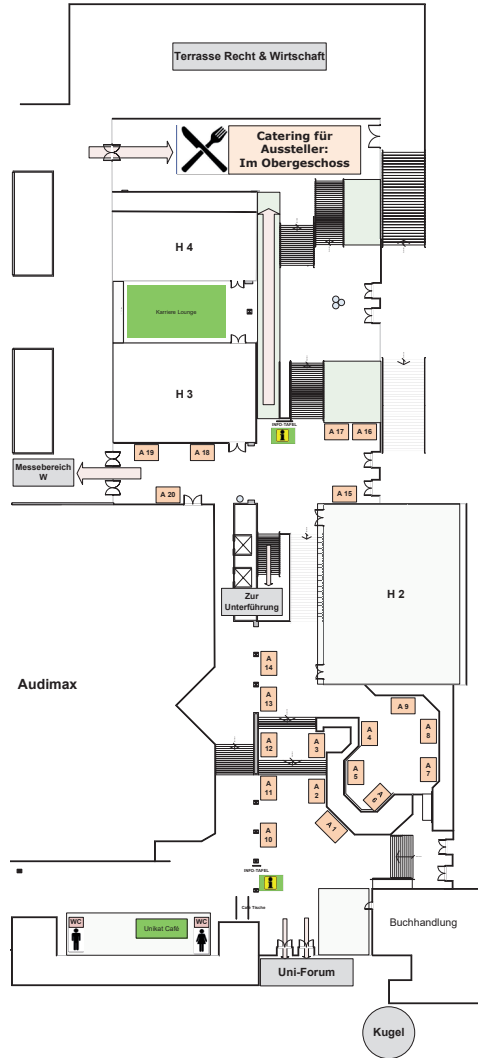 Terrasse Recht & Wirtschaft
Catering für
Aussteller:
Im Obergeschoss
H 4
Karriere Lounge
H 3
INFO-TAFEL
i
A 17
A 16
A 19
A 18
Messebereich
W
A 20
A 15
H 2
Zur
Unterführung
A
14
Audimax
A
13
A 9
A
4
A
8
A
12
A
3
A
5
A
7
A
11
A
2
A 6
A 1
A
10
INFO-TAFEL
i
Café Tische
WC
Unikat Café
WC
Buchhandlung
Uni-Forum
Kugel